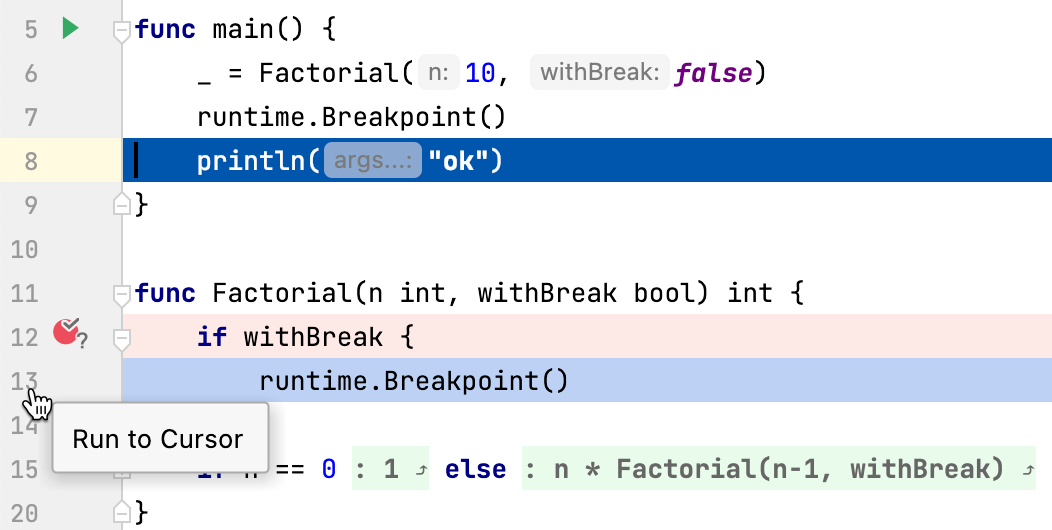 5 func main() {
6 _ = Factorial( n: 10, withBreak: false)
7 runtime.Breakpoint()
8 println( args...: "ok")
9 }
10
11 func Factorial(n int, withBreak bool) int {
12 ? if withBreak {
13 runtime.Breakpoint()
14
Run to Cursor
15 == 0 : 1 else : n * Factorial(n-1, withBreak)
20 }